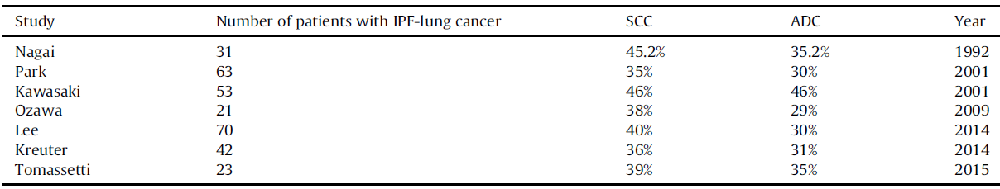 Study Number of patients with IPF-lung cancer SCC ADC Year
Nagai 31 45.2% 35.2% 1992
Park 63 35% 30% 2001
Kawasaki 53 46% 46% 2001
Ozawa 21 38% 29% 2009
Lee 70 40% 30% 2014
Kreuter 42 36% 31% 2014
Tomassetti 23 39% 35% 2015